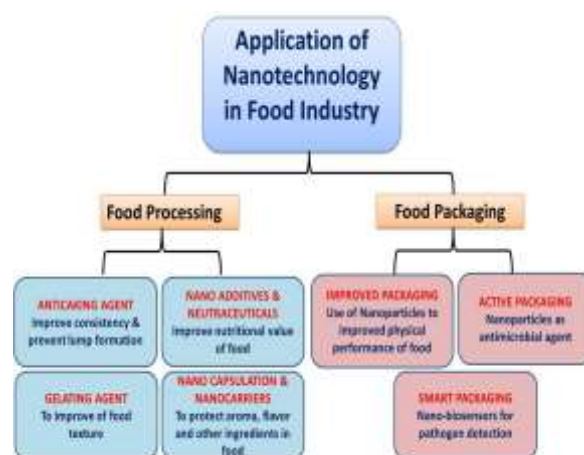 Application of
Nanotechnology
in Food Industry
Food Processing
Food Packaging
ANTICAKING AGENT
Improve consistency &
prevent lump formation
NANO ADDITIVES &
NEUTRACEUTICALS
Improve nutritional value
of food
IMPROVED PACKAGING
Use of Nanoparticles to
improved physical
performance of food
ACTIVE PACKAGING
Nanoparticles as
antimicrobial agent
GELATING AGENT
To improve of food
texture
NANO CAPSULATION &
NANOCARRIERS
To protect aroma, flavor
and other ingredients in
food
SMART PACKAGING
Nano-biosensors for
pathogen detection